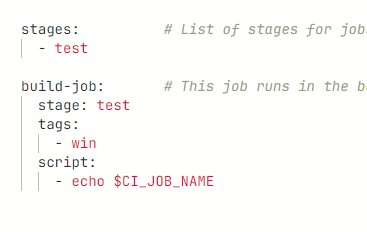 stages:          # List of stages for
  - test
build-job:       # This job runs in the
  stage: test
  tags:
    - win
  script:
    - echo $CI_JOB_NAME